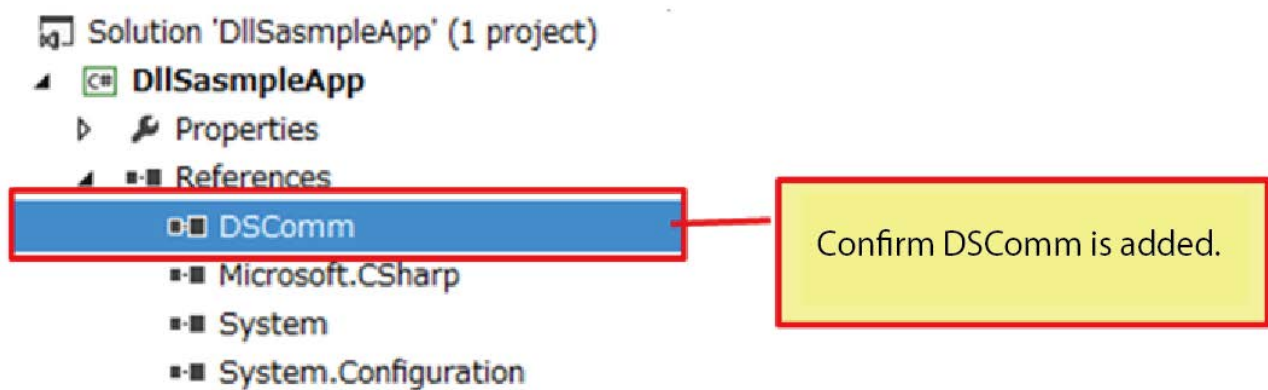 Solution 'DllSasmpleApp' (1 project)
C# DllSasmpleApp
Properties
References
DSComm
Confirm DSComm is added.
Microsoft.CSharp
System
System.Configuration